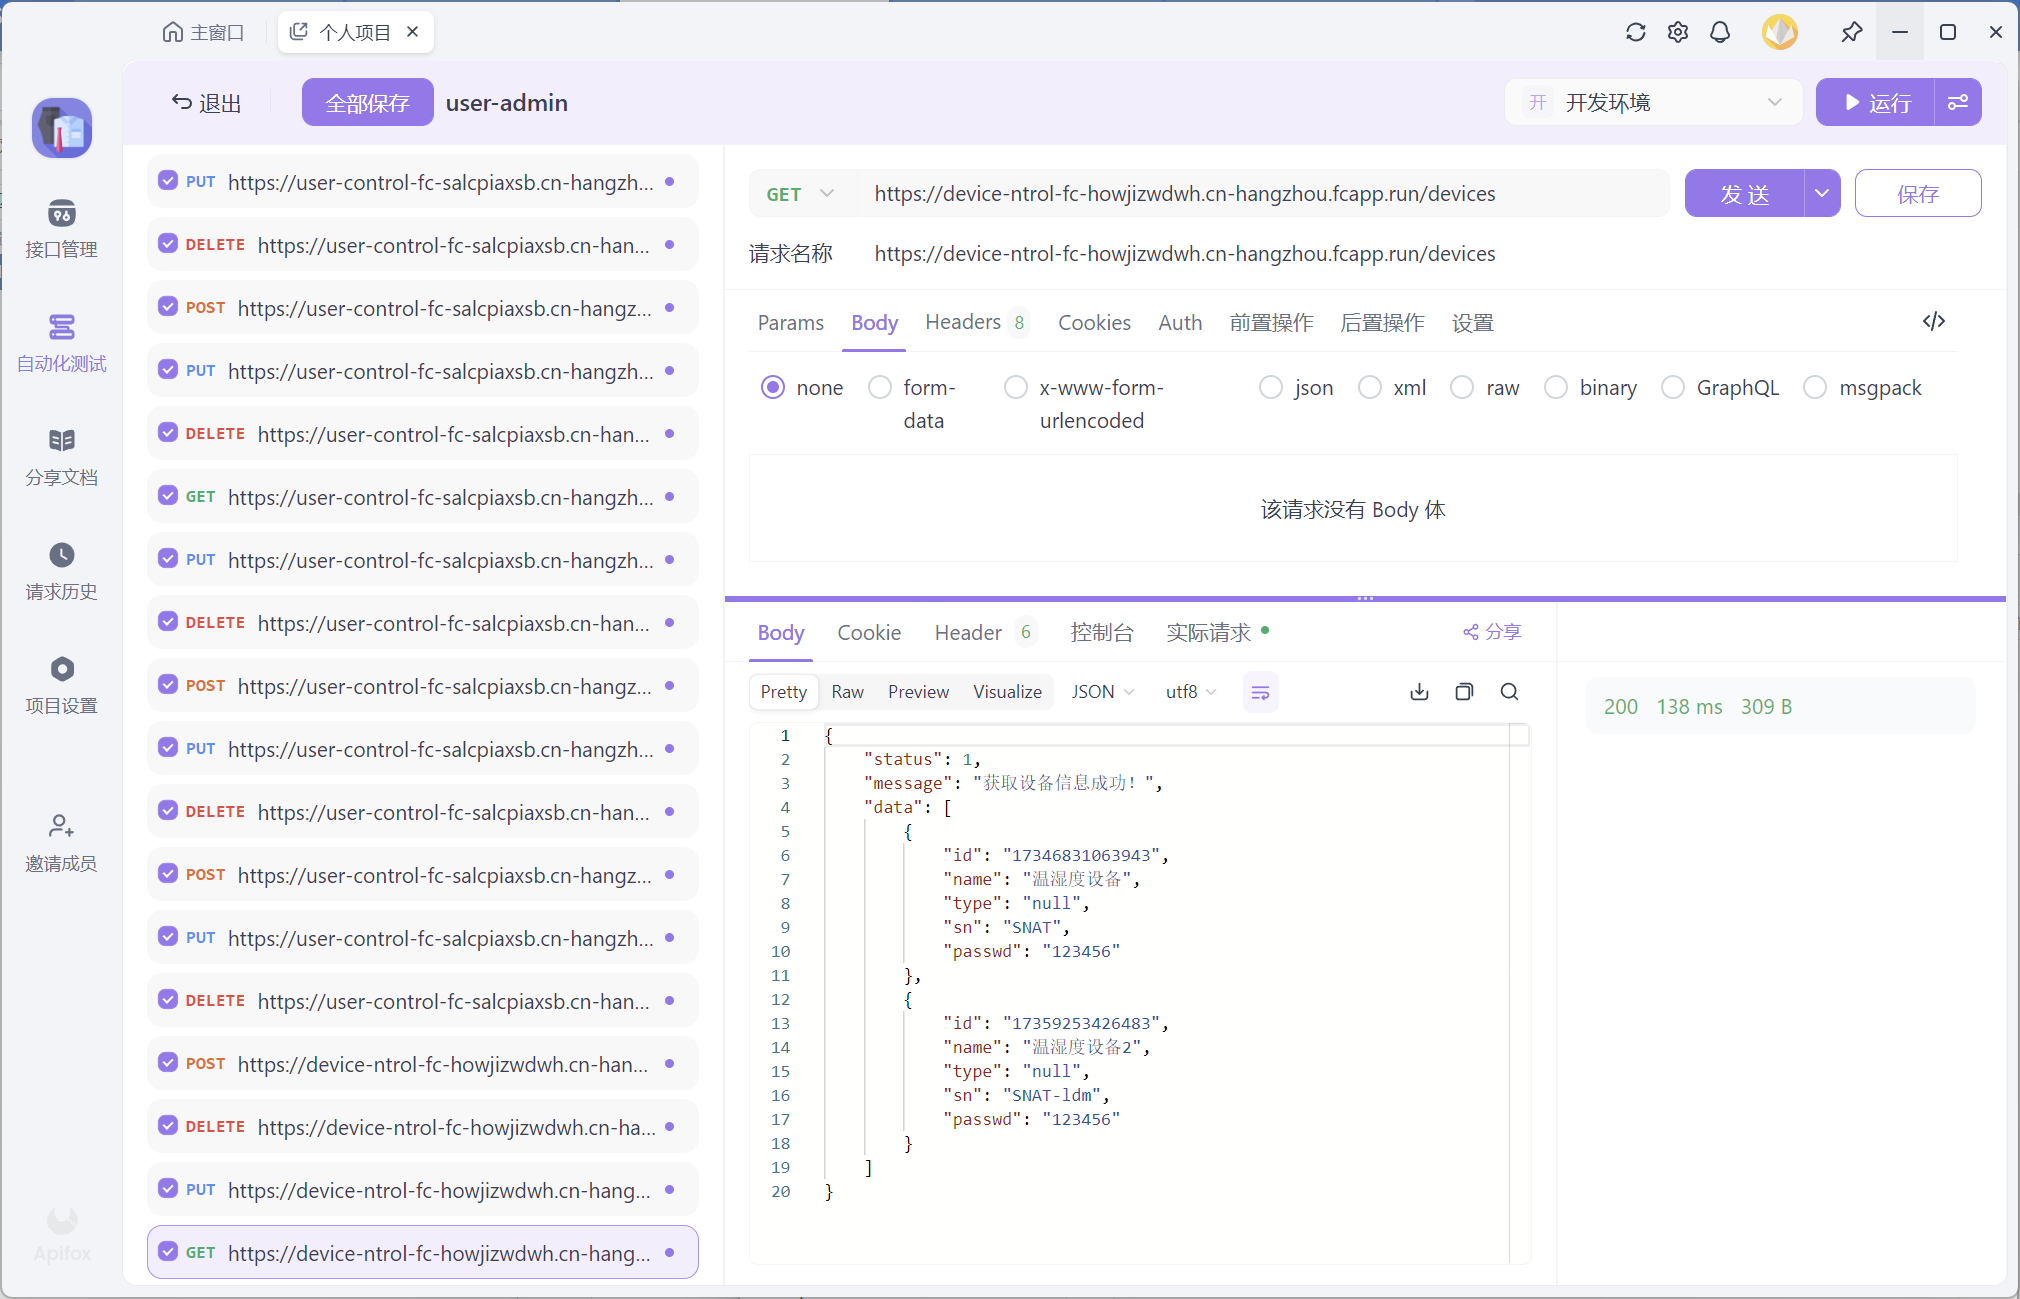 主窗口
个人项目
退出
全部保存
user-admin
开 开发环境
运行
接口管理
自动化测试
分享文档
请求历史
项目设置
邀请成员
Apifox
PUT https://user-control-fc-salcpiaxsb.cn-hangzh...
DELETE https://user-control-fc-salcpiaxsb.cn-han...
POST https://user-control-fc-salcpiaxsb.cn-hangz...
PUT https://user-control-fc-salcpiaxsb.cn-hangzh...
DELETE https://user-control-fc-salcpiaxsb.cn-han...
GET https://user-control-fc-salcpiaxsb.cn-hangzh...
PUT https://user-control-fc-salcpiaxsb.cn-hangzh...
DELETE https://user-control-fc-salcpiaxsb.cn-han...
POST https://user-control-fc-salcpiaxsb.cn-hangz...
PUT https://user-control-fc-salcpiaxsb.cn-hangzh...
DELETE https://user-control-fc-salcpiaxsb.cn-han...
POST https://user-control-fc-salcpiaxsb.cn-hangz...
PUT https://user-control-fc-salcpiaxsb.cn-hangzh...
DELETE https://user-control-fc-salcpiaxsb.cn-han...
POST https://device-ntrol-fc-howjizwdwh.cn-han...
DELETE https://device-ntrol-fc-howjizwdwh.cn-ha...
PUT https://device-ntrol-fc-howjizwdwh.cn-hang...
GET https://device-ntrol-fc-howjizwdwh.cn-hang...
GET https://device-ntrol-fc-howjizwdwh.cn-hangzhou.fcapp.run/devices
发 送
保存
请求名称 https://device-ntrol-fc-howjizwdwh.cn-hangzhou.fcapp.run/devices
Params Body Headers 8 Cookies Auth 前置操作 后置操作 设置
none form-data x-www-form-urlencoded json xml raw binary GraphQL msgpack
该请求没有 Body 体
Body Cookie Header 6 控制台 实际请求
分享
Pretty Raw Preview Visualize JSON utf8
200 138 ms 309 B
1 {
2 "status": 1,
3 "message": "获取设备信息成功！",
4 "data": [
5 {
6 "id": "17346831063943",
7 "name": "温湿度设备",
8 "type": "null",
9 "sn": "SNAT",
10 "passwd": "123456"
11 },
12 {
13 "id": "17359253426483",
14 "name": "温湿度设备2",
15 "type": "null",
16 "sn": "SNAT-ldm",
17 "passwd": "123456"
18 }
19 ]
20 }